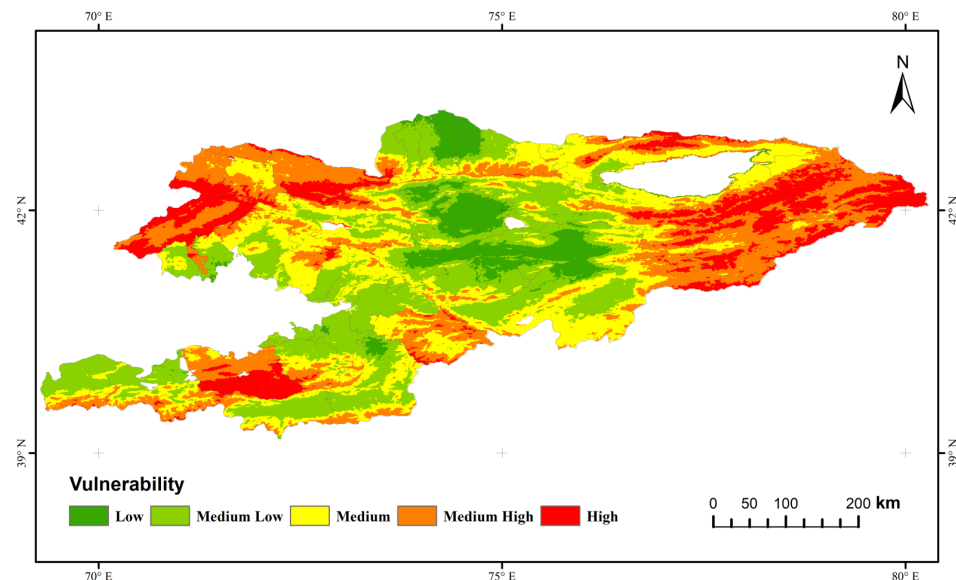 70° E 75° E 80° E
N
42° N 42° N
39° N 39° N
Vulnerability
Low Medium Low Medium Medium High High
0 50 100 200 km
70° E 75° E 80° E